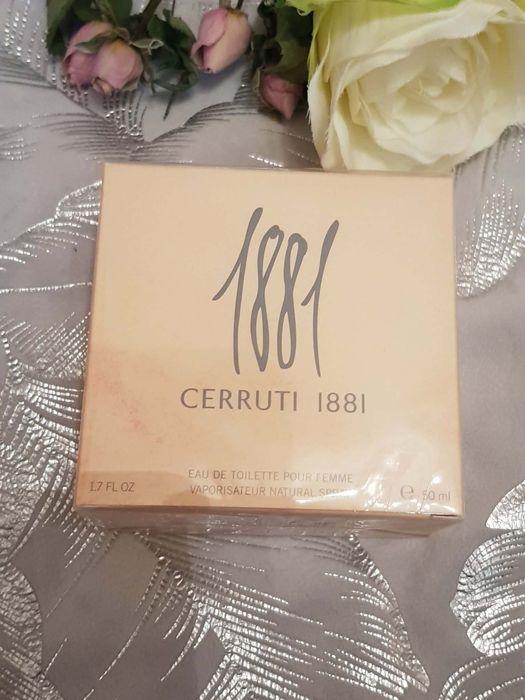 1881
CERRUTI 1881
EAU DE TOILETTE POUR FEMME
1.7 FL OZ VAPORISATEUR NATURAL SPRAY e 50 ml